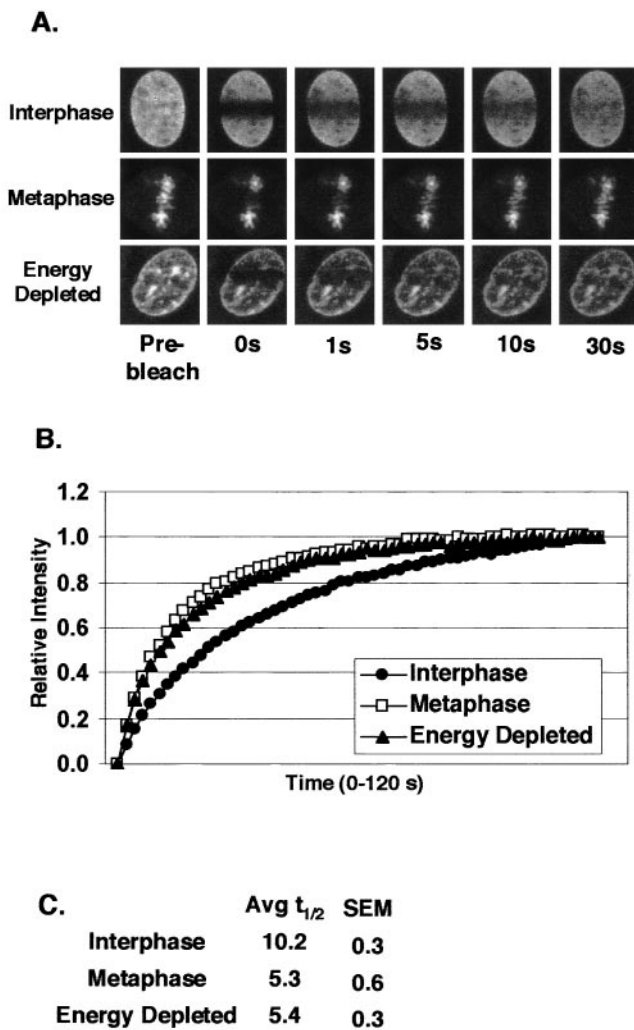 A.
Interphase
Metaphase
Energy
Depleted
Pre-
bleach 0s 1s 5s 10s 30s
B.
1.2
1.0
0.8
0.6
0.4
0.2
0.0
Relative Intensity
Interphase
Metaphase
Energy Depleted
Time (0-120 s)
C.
Avg t1/2 SEM
Interphase 10.2 0.3
Metaphase 5.3 0.6
Energy Depleted 5.4 0.3